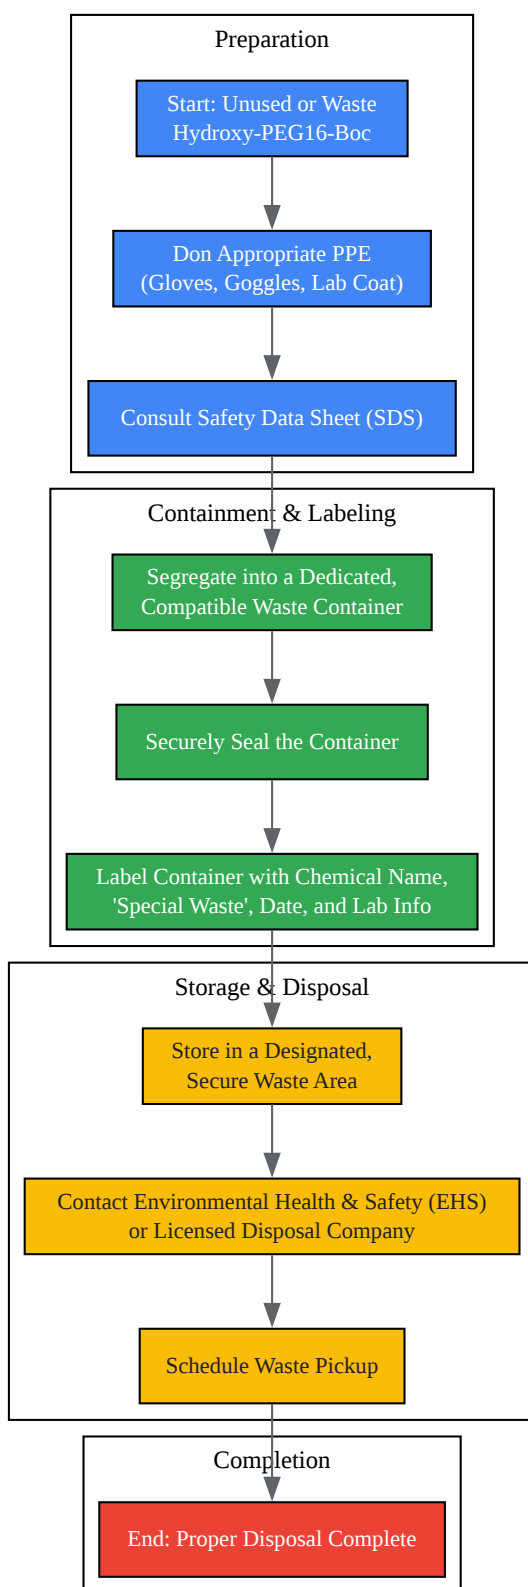 Preparation
Start: Unused or Waste
Hydroxy-PEG16-Boc
Don Appropriate PPE
(Gloves, Goggles, Lab Coat)
Consult Safety Data Sheet (SDS)
Containment & Labeling
Segregate into a Dedicated,
Compatible Waste Container
Securely Seal the Container
Label Container with Chemical Name,
'Special Waste', Date, and Lab Info
Storage & Disposal
Store in a Designated,
Secure Waste Area
Contact Environmental Health & Safety (EHS)
or Licensed Disposal Company
Schedule Waste Pickup
Completion
End: Proper Disposal Complete